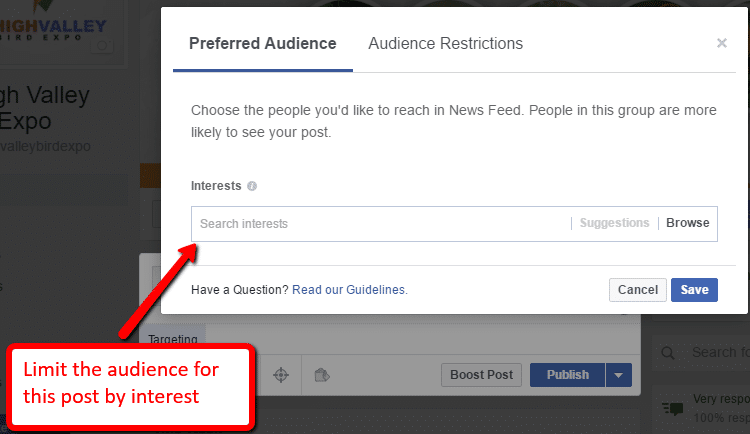 HIGHVALLEY
BIRD EXPO
gh Valley
Expo
valleybirdexpo
Preferred Audience
Audience Restrictions
×
Choose the people you'd like to reach in News Feed. People in this group are more
likely to see your post.
Interests
Search interests
Suggestions
Browse
Have a Question? Read our Guidelines.
Cancel
Save
Targeting
Limit the audience for
this post by interest
Boost Post
Publish
Search fo
Very respo
100% respo